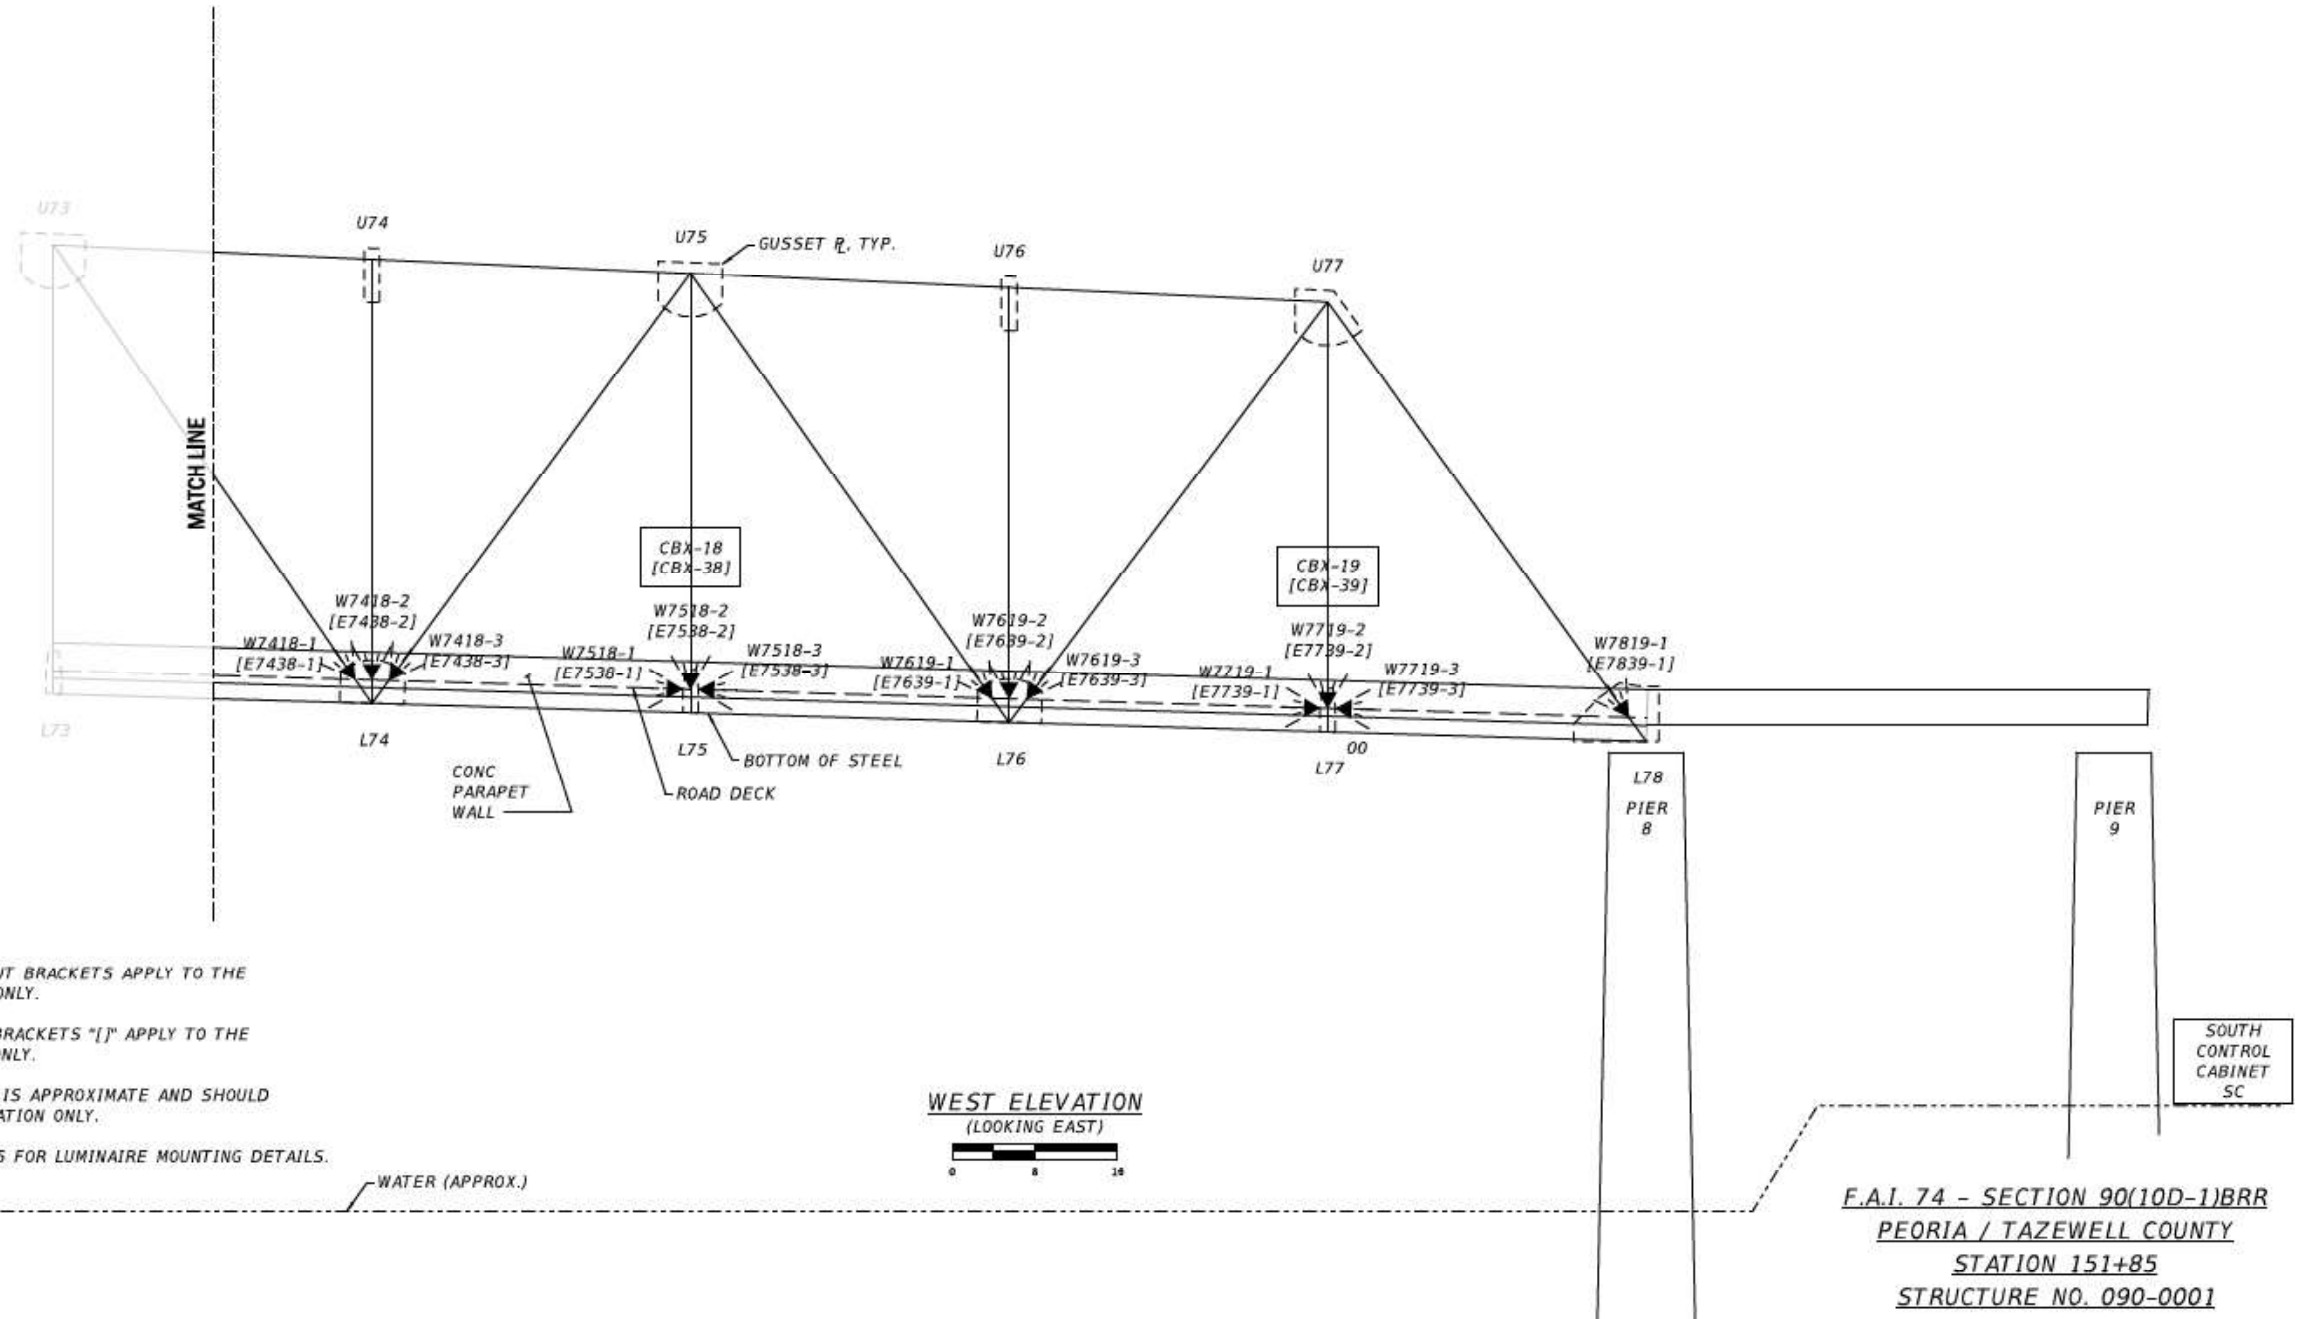 U73
U74
U75
GUSSET ℞, TYP.
U76
U77
MATCH LINE
CBX-18
[CBX-38]
CBX-19
[CBX-39]
W7418-2
[E7438-2]
W7418-1
[E7438-1]
W7418-3
[E7438-3]
W7518-1
[E7538-1]
W7518-2
[E7538-2]
W7518-3
[E7538-3]
W7619-1
[E7639-1]
W7619-2
[E7639-2]
W7619-3
[E7639-3]
W7719-1
[E7739-1]
W7719-2
[E7739-2]
W7719-3
[E7739-3]
W7819-1
[E7839-1]
L73
L74
L75
L76
OO
L77
L78
BOTTOM OF STEEL
ROAD DECK
CONC
PARAPET
WALL
PIER
8
PIER
9
UT BRACKETS APPLY TO THE
ONLY.
BRACKETS "[]" APPLY TO THE
ONLY.
IS APPROXIMATE AND SHOULD
ATION ONLY.
5 FOR LUMINAIRE MOUNTING DETAILS.
WATER (APPROX.)
WEST ELEVATION
(LOOKING EAST)
0 8 16
SOUTH
CONTROL
CABINET
SC
F.A.I. 74 - SECTION 90(10D-1)BRR
PEORIA / TAZEWELL COUNTY
STATION 151+85
STRUCTURE NO. 090-0001